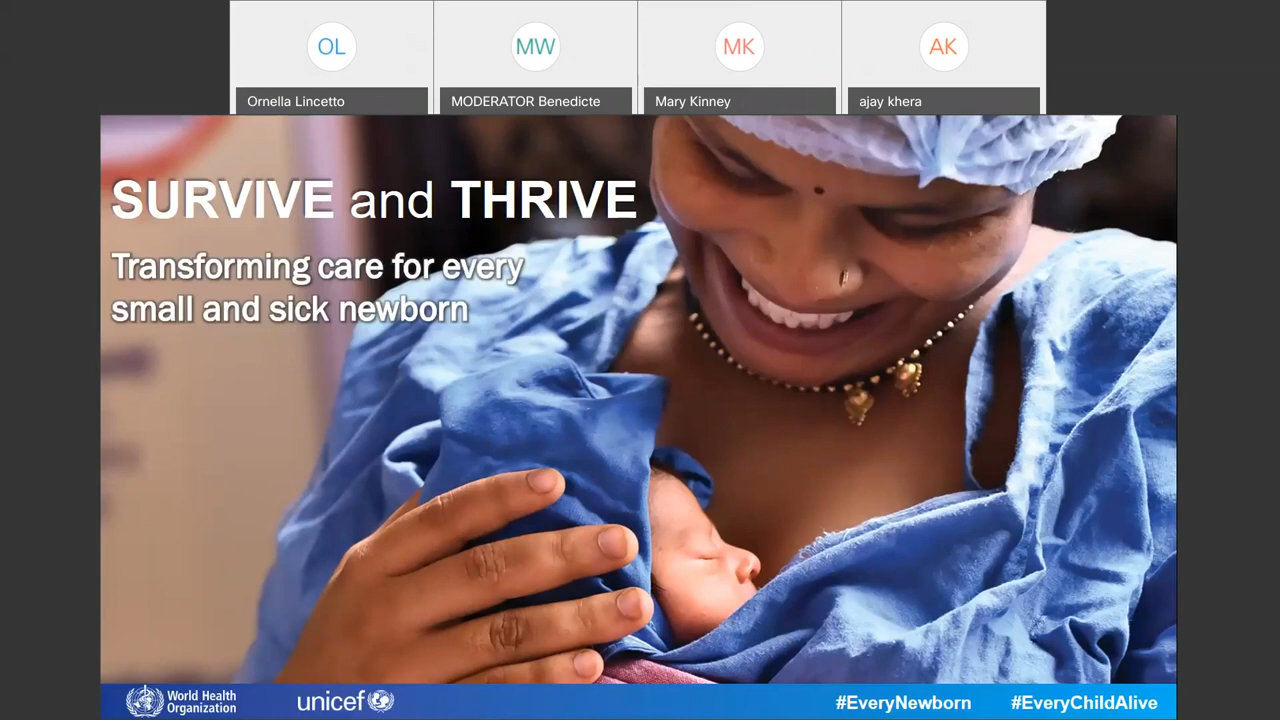 OL
MW
MK
AK
Ornella Lincetto
MODERATOR Benedicte
Mary Kinney
ajay khera
SURVIVE and THRIVE
Transforming care for every
small and sick newborn
World Health
Organization
unicef
#EveryNewborn
#EveryChildAlive